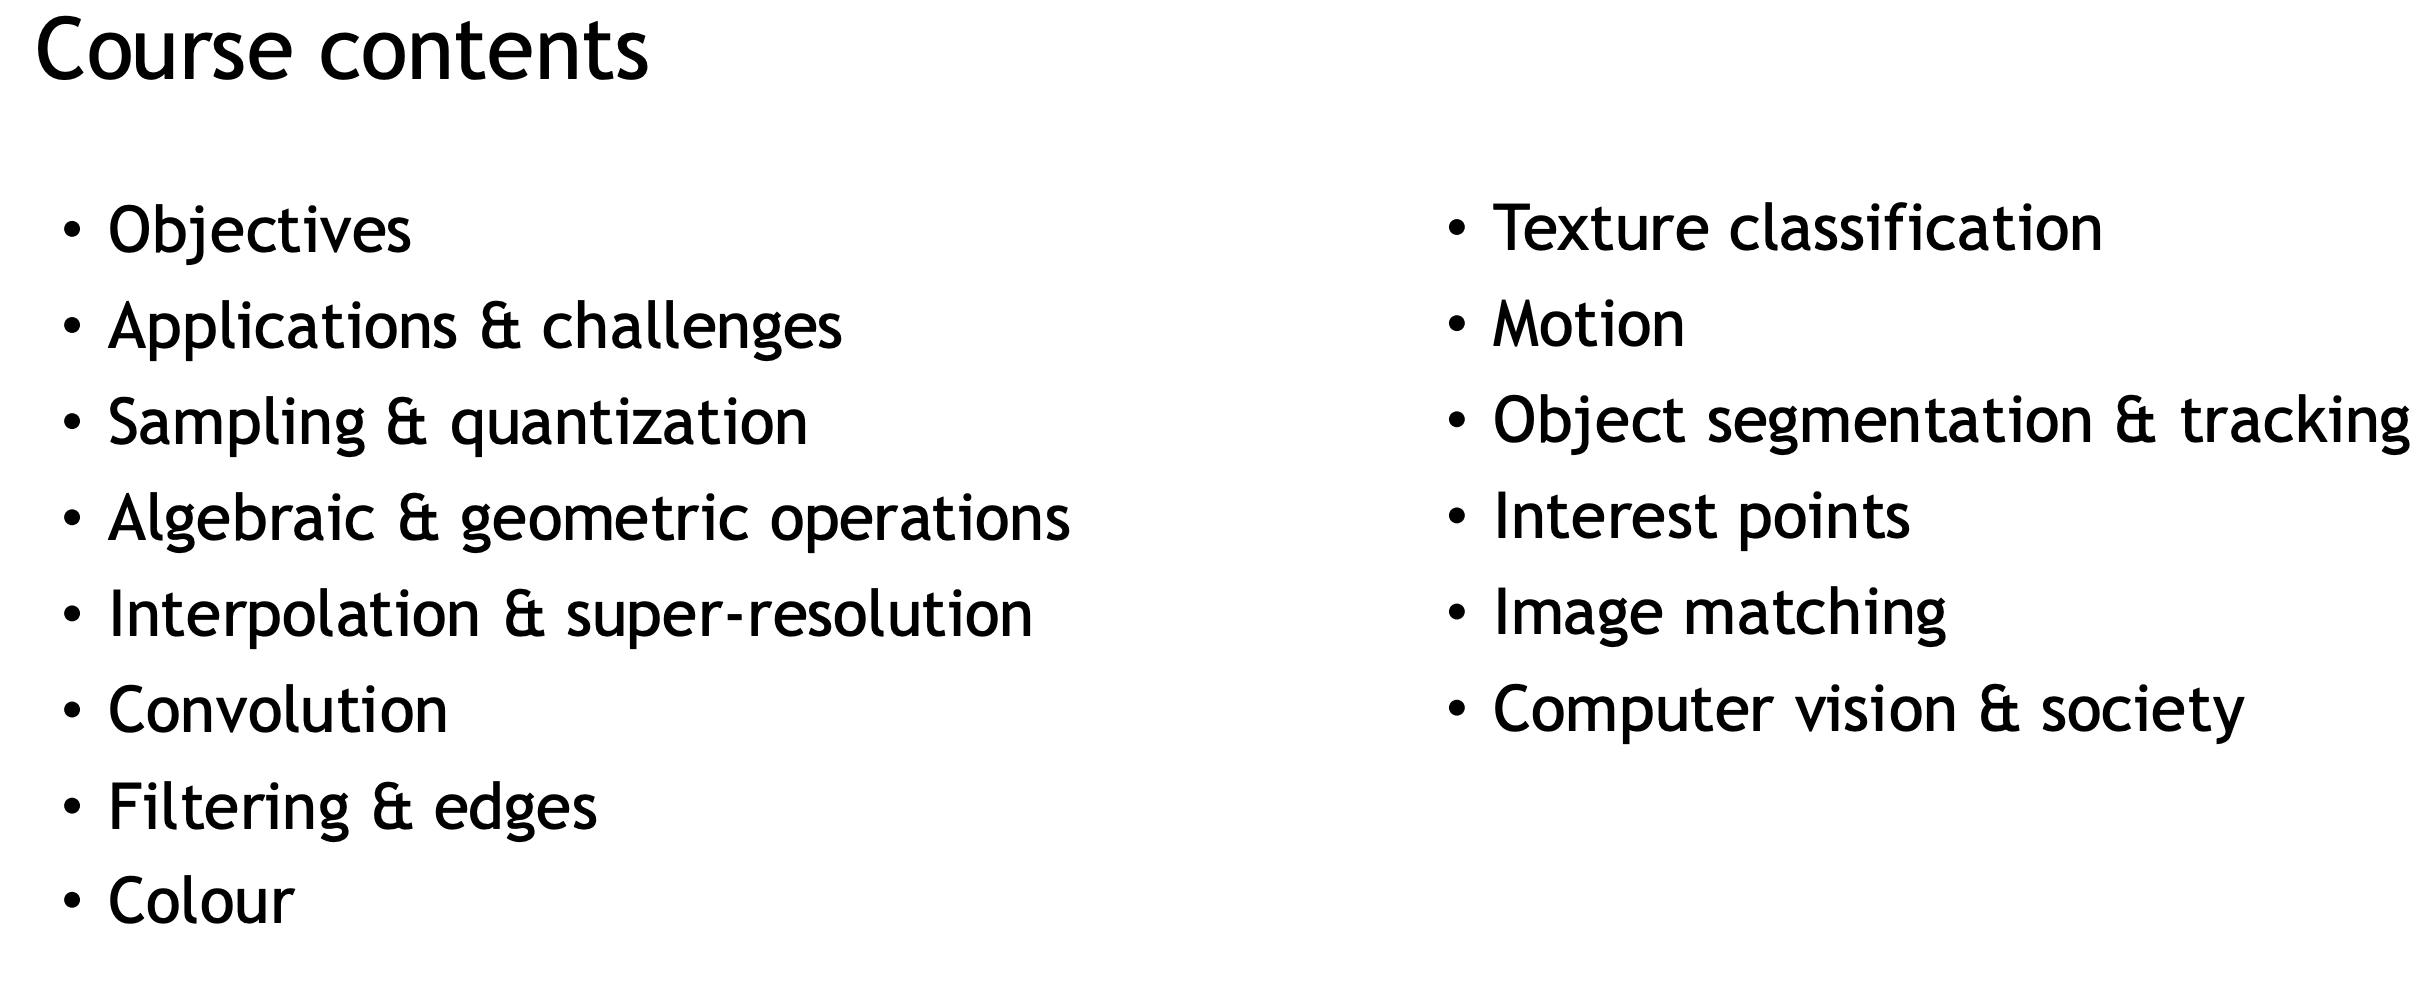 Course contents
• Objectives
• Applications & challenges
• Sampling & quantization
• Algebraic & geometric operations
• Interpolation & super-resolution
• Convolution
• Filtering & edges
• Colour
• Texture classification
• Motion
• Object segmentation & tracking
• Interest points
• Image matching
• Computer vision & society